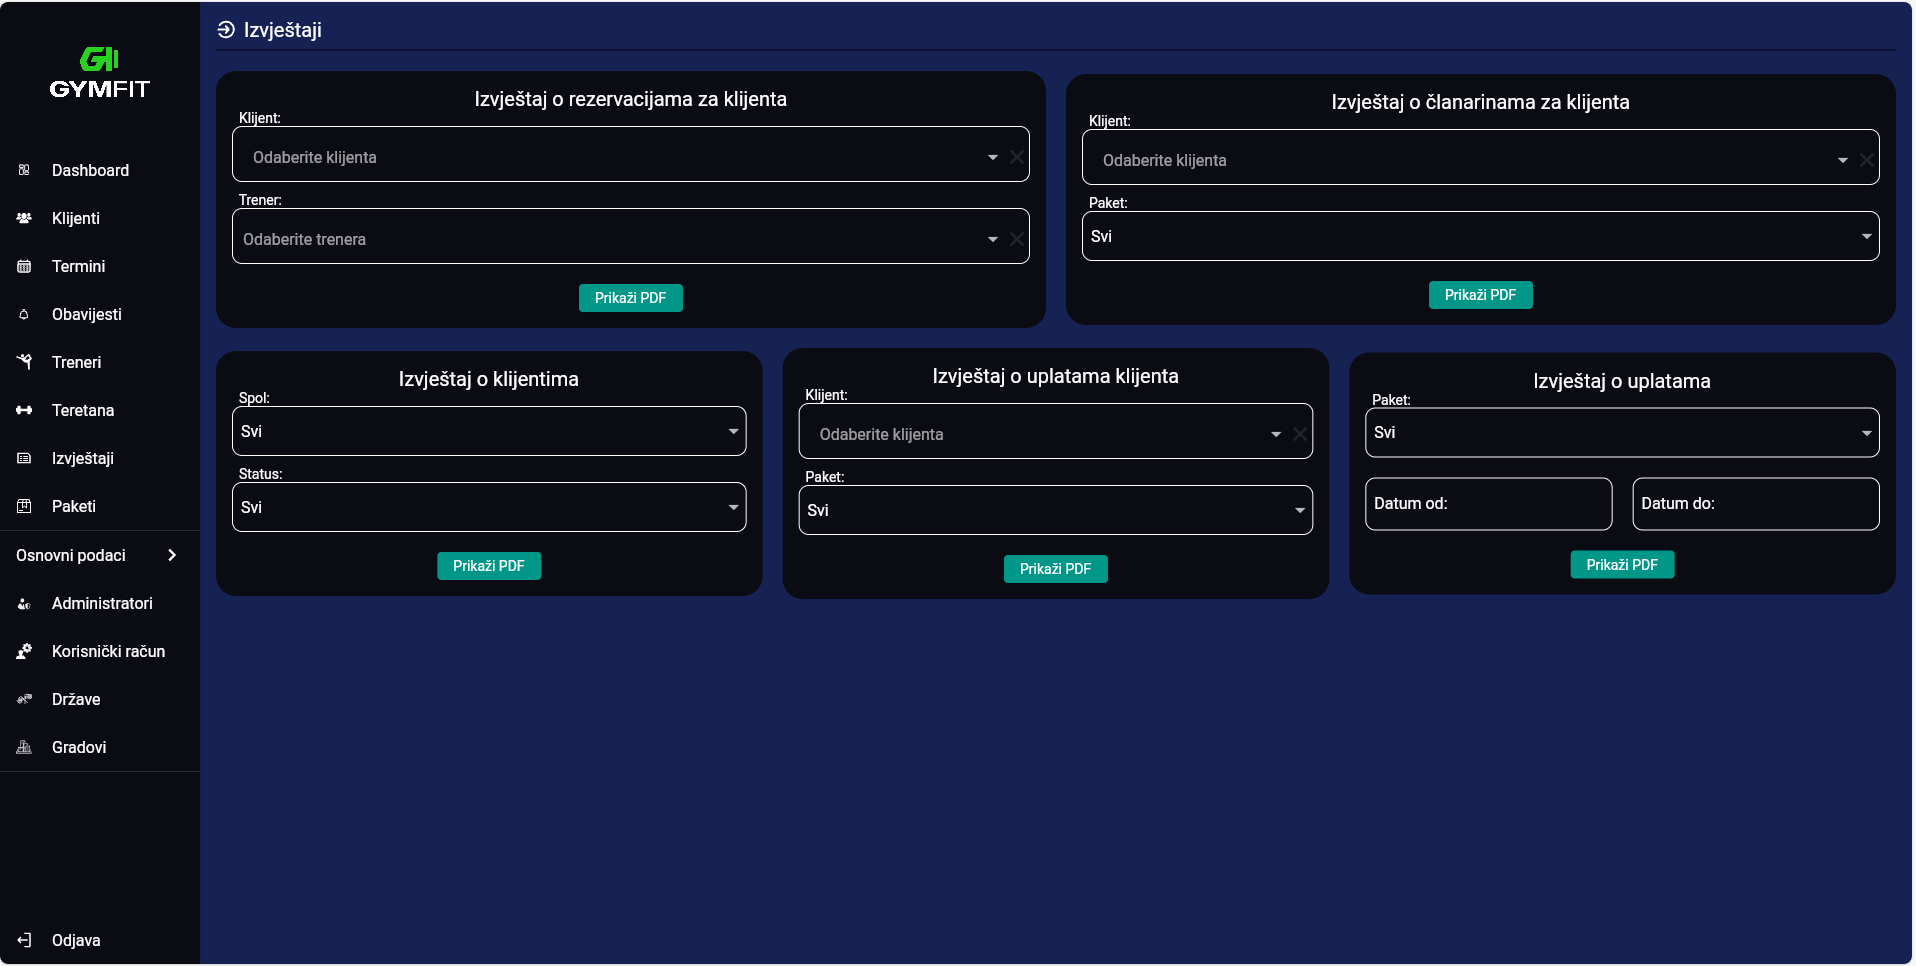 GYMFIT
Dashboard
Klijenti
Termini
Obavijesti
Treneri
Teretana
Izvještaji
Paketi
Osnovni podaci
Administratori
Korisnički račun
Države
Gradovi
Odjava
Izvještaji
Izvještaj o rezervacijama za klijenta
Klijent:
Odaberite klijenta
Trener:
Odaberite trenera
Prikaži PDF
Izvještaj o članarinama za klijenta
Klijent:
Odaberite klijenta
Paket:
Svi
Prikaži PDF
Izvještaj o klijentima
Spol:
Svi
Status:
Svi
Prikaži PDF
Izvještaj o uplatama klijenta
Klijent:
Odaberite klijenta
Paket:
Svi
Prikaži PDF
Izvještaj o uplatama
Paket:
Svi
Datum od: Datum do:
Prikaži PDF